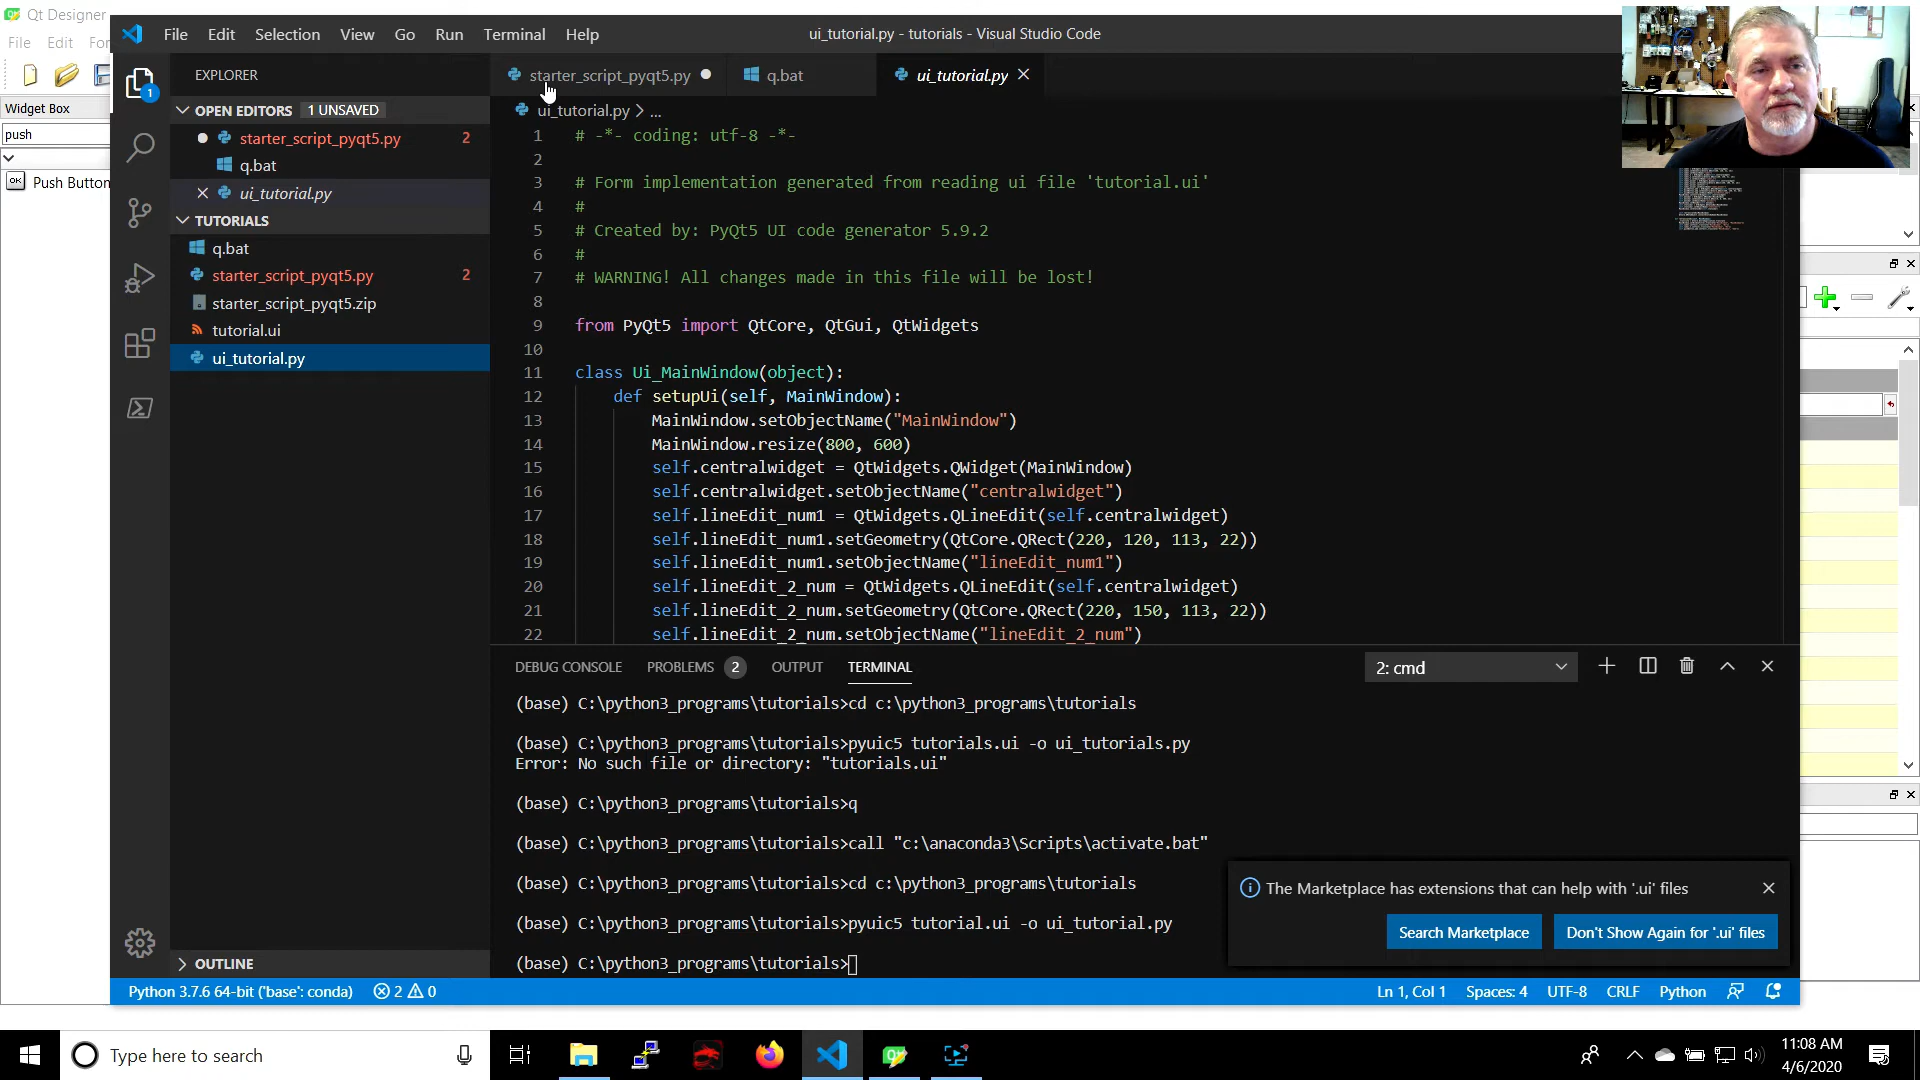 Qt Designer
File Edit For
Widget Box
push
OK Push Button
File Edit Selection View Go Run Terminal Help
ui_tutorial.py - tutorials - Visual Studio Code
EXPLORER
OPEN EDITORS 1 UNSAVED
starter_script_pyqt5.py 2
q.bat
ui_tutorial.py
TUTORIALS
q.bat
starter_script_pyqt5.py 2
starter_script_pyqt5.zip
tutorial.ui
ui_tutorial.py
OUTLINE
1
starter_script_pyqt5.py q.bat ui_tutorial.py
ui_tutorial.py > ...
1 # -*- coding: utf-8 -*-
2
3 # Form implementation generated from reading ui file 'tutorial.ui'
4 #
5 # Created by: PyQt5 UI code generator 5.9.2
6 #
7 # WARNING! All changes made in this file will be lost!
8
9 from PyQt5 import QtCore, QtGui, QtWidgets
10
11 class Ui_MainWindow(object):
12 def setupUi(self, MainWindow):
13 MainWindow.setObjectName("MainWindow")
14 MainWindow.resize(800, 600)
15 self.centralwidget = QtWidgets.QWidget(MainWindow)
16 self.centralwidget.setObjectName("centralwidget")
17 self.lineEdit_num1 = QtWidgets.QLineEdit(self.centralwidget)
18 self.lineEdit_num1.setGeometry(QtCore.QRect(220, 120, 113, 22))
19 self.lineEdit_num1.setObjectName("lineEdit_num1")
20 self.lineEdit_2_num = QtWidgets.QLineEdit(self.centralwidget)
21 self.lineEdit_2_num.setGeometry(QtCore.QRect(220, 150, 113, 22))
22 self.lineEdit_2_num.setObjectName("lineEdit_2_num")
DEBUG CONSOLE PROBLEMS 2 OUTPUT TERMINAL 2: cmd
(base) C:\python3_programs\tutorials>cd c:\python3_programs\tutorials
(base) C:\python3_programs\tutorials>pyuic5 tutorials.ui -o ui_tutorials.py
Error: No such file or directory: "tutorials.ui"
(base) C:\python3_programs\tutorials>q
(base) C:\python3_programs\tutorials>call "c:\anaconda3\Scripts\activate.bat"
(base) C:\python3_programs\tutorials>cd c:\python3_programs\tutorials
(base) C:\python3_programs\tutorials>pyuic5 tutorial.ui -o ui_tutorial.py
(base) C:\python3_programs\tutorials>
The Marketplace has extensions that can help with '.ui' files
Search Marketplace Don't Show Again for '.ui' files
Python 3.7.6 64-bit ('base': conda) 2 0 Ln 1, Col 1 Spaces: 4 UTF-8 CRLF Python
Type here to search
11:08 AM
4/6/2020